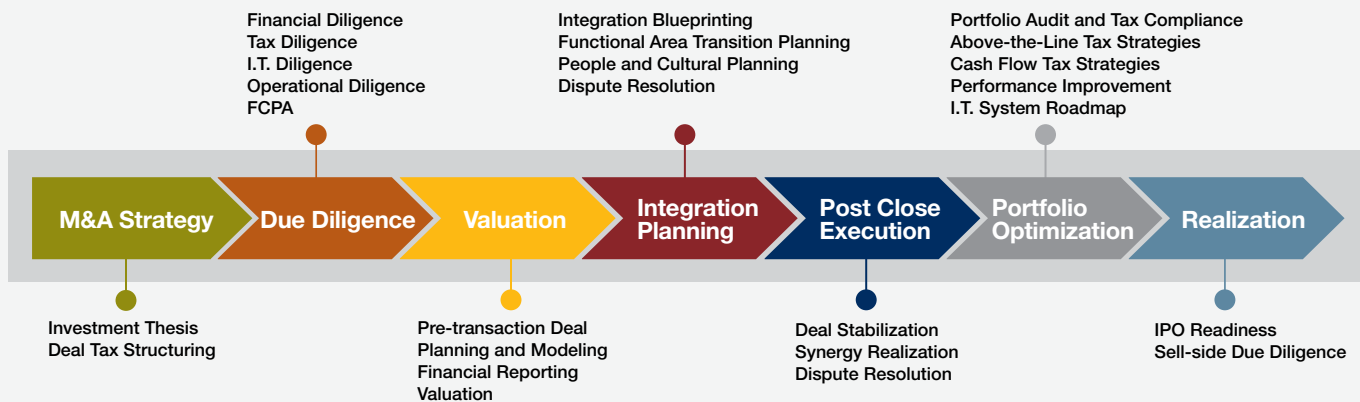 Financial Diligence
Tax Diligence
I.T. Diligence
Operational Diligence
FCPA
Integration Blueprinting
Functional Area Transition Planning
People and Cultural Planning
Dispute Resolution
Portfolio Audit and Tax Compliance
Above-the-Line Tax Strategies
Cash Flow Tax Strategies
Performance Improvement
I.T. System Roadmap
M&A Strategy
Due Diligence
Valuation
Integration
Planning
Post Close
Execution
Portfolio
Optimization
Realization
Investment Thesis
Deal Tax Structuring
Pre-transaction Deal
Planning and Modeling
Financial Reporting
Valuation
Deal Stabilization
Synergy Realization
Dispute Resolution
IPO Readiness
Sell-side Due Diligence